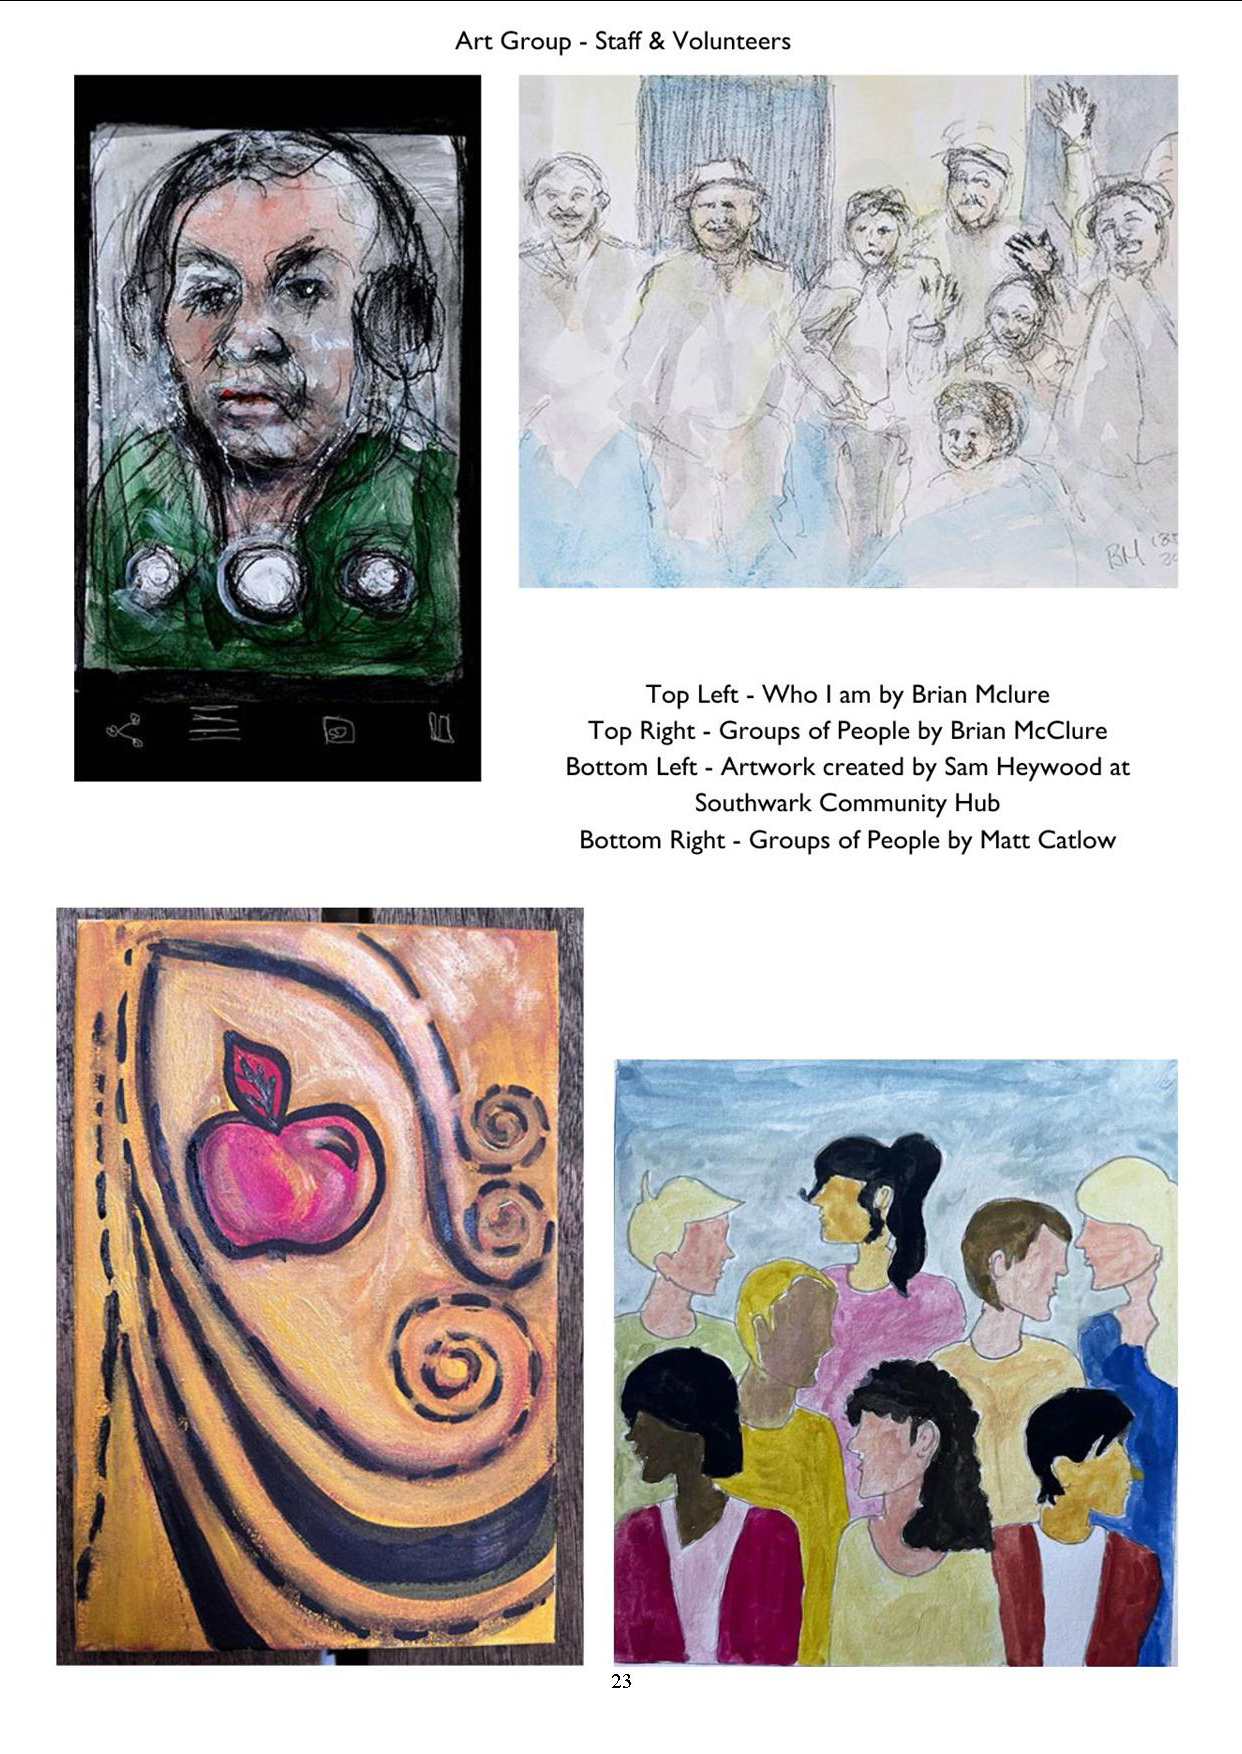 Art Group - Staff & Volunteers
BM
Top Left - Who I am by Brian Mclure
Top Right - Groups of People by Brian McClure
Bottom Left - Artwork created by Sam Heywood at
Southwark Community Hub
Bottom Right - Groups of People by Matt Catlow
23